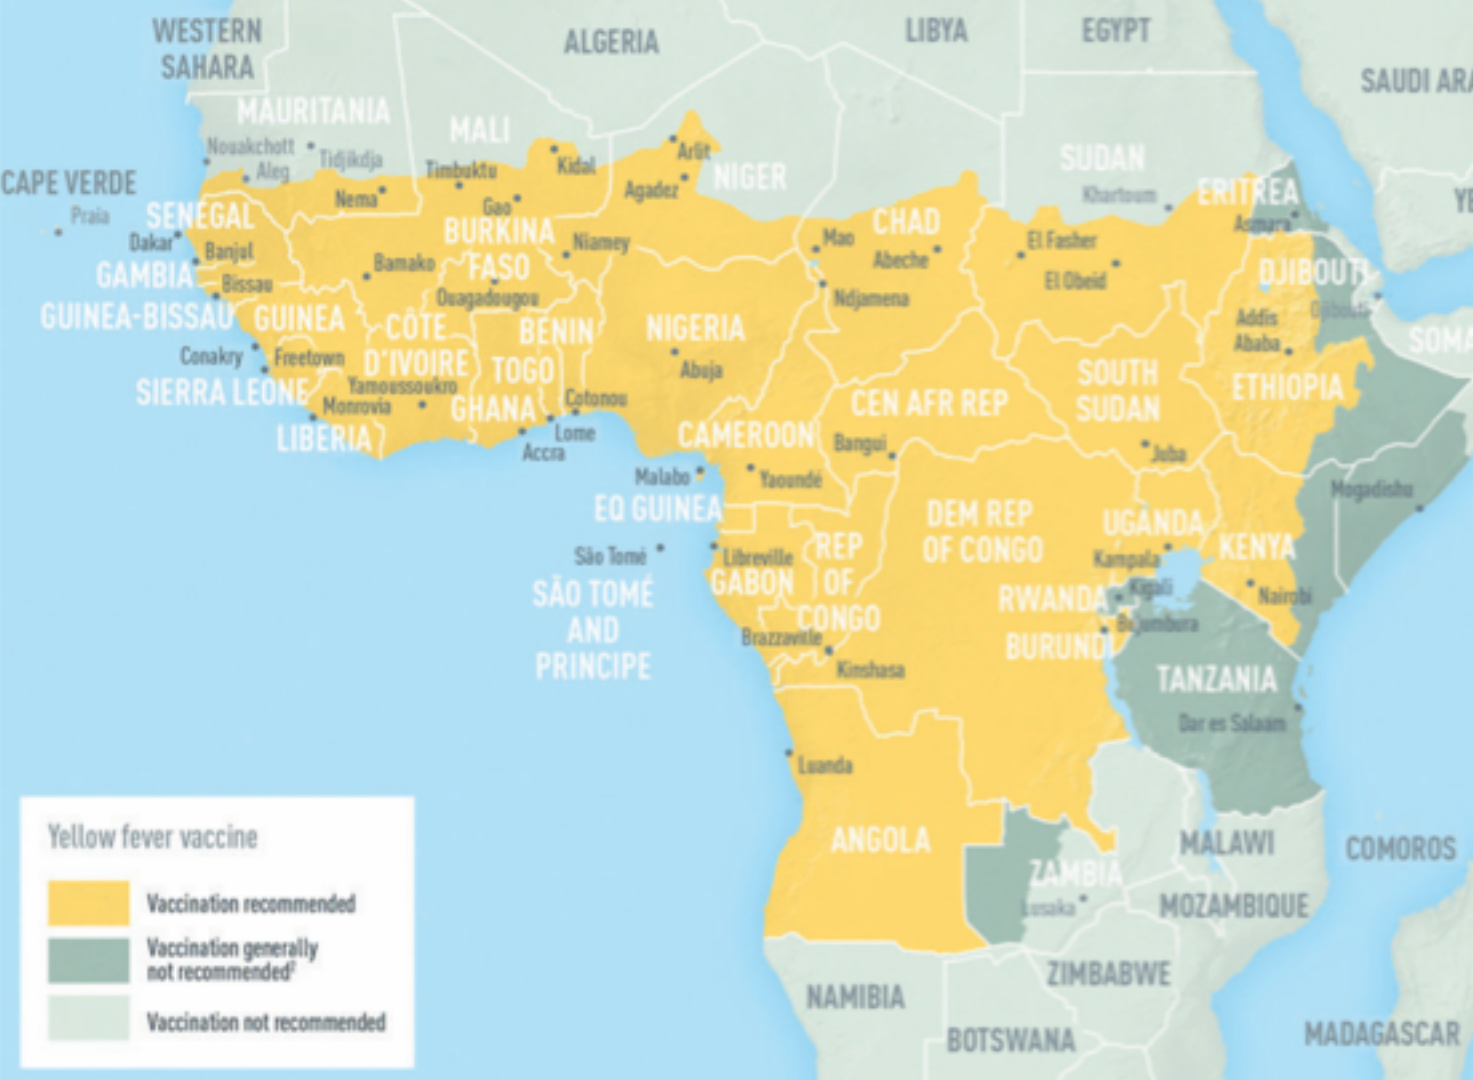 WESTERN
SAHARA
ALGERIA
LIBYA
EGYPT
SAUDI ARA
MAURITANIA
Nouakchott
Tidjikdja
Aleg
MALI
Timbuktu
Kidal
Arlit
Agadez
NIGER
SUDAN
Khartoum
ERITREA
Asmara
YE
CAPE VERDE
Praia
Nema
Gao
SENEGAL
Dakar
Banjul
GAMBIA
Bissau
GUINEA-BISSAU
BURKINA
FASO
Niamey
Bamako
Ouagadougou
Mao
CHAD
Abeche
Ndjamena
El Fasher
El Obeid
DJIBOUTI
Djibouti
GUINEA
Conakry
Freetown
SIERRA LEONE
CÔTE
D'IVOIRE
Yamoussoukro
Monrovia
LIBERIA
BENIN
TOGO
GHANA
Cotonou
Lome
Accra
NIGERIA
Abuja
Addis
Ababa
ETHIOPIA
SOMA
SOUTH
SUDAN
Juba
CEN AFR REP
Bangui
CAMEROON
Yaoundé
Malabo
EQ GUINEA
São Tomé
SÃO TOMÉ
AND
PRINCIPE
Libreville
GABON
REP
OF
CONGO
Brazzaville
Kinshasa
DEM REP
OF CONGO
UGANDA
Kampala
KENYA
Nairobi
Mogadishu
RWANDA
Kigali
BURUNDI
Bujumbura
TANZANIA
Dar es Salaam
Luanda
ANGOLA
ZAMBIA
Lusaka
MALAWI
MOZAMBIQUE
COMOROS
ZIMBABWE
NAMIBIA
BOTSWANA
MADAGASCAR
Yellow fever vaccine
Vaccination recommended
Vaccination generally
not recommended²
Vaccination not recommended